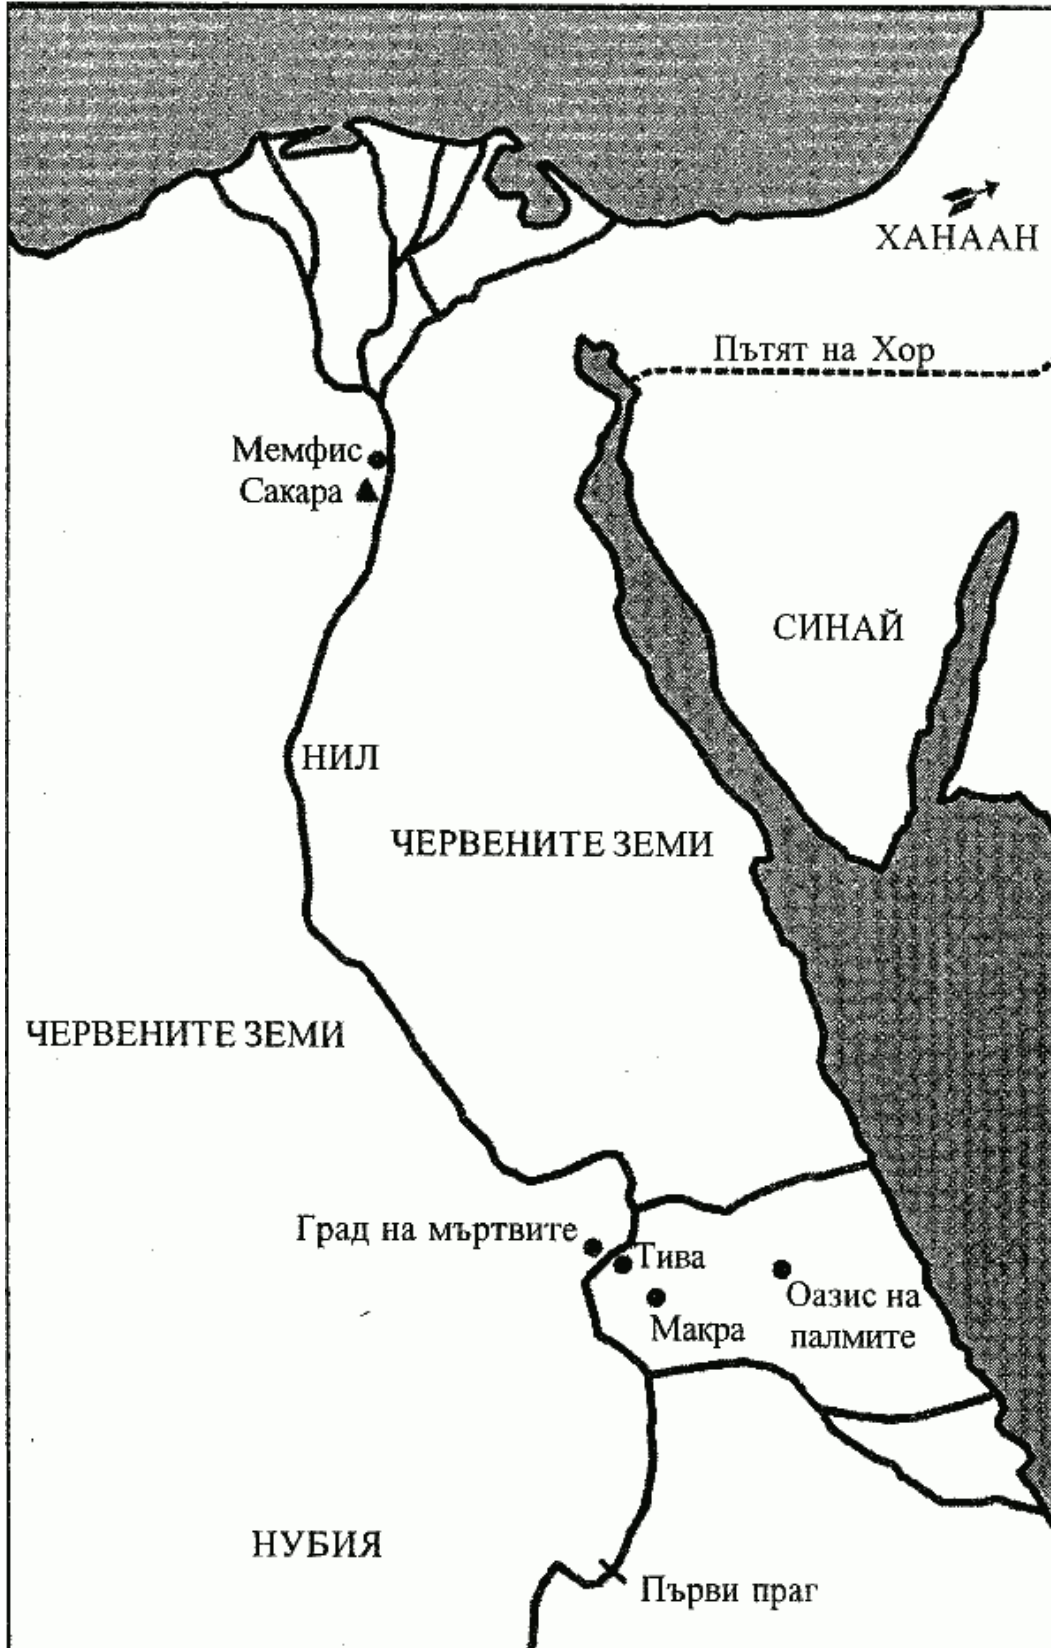 ХАНААН
Пътят на Хор
Мемфис
Сакара
СИНАЙ
НИЛ
ЧЕРВЕНИТЕ ЗЕМИ
ЧЕРВЕНИТЕ ЗЕМИ
Град на мъртвите
Тива
Оазис на
палмите
Макра
НУБИЯ
Първи праг